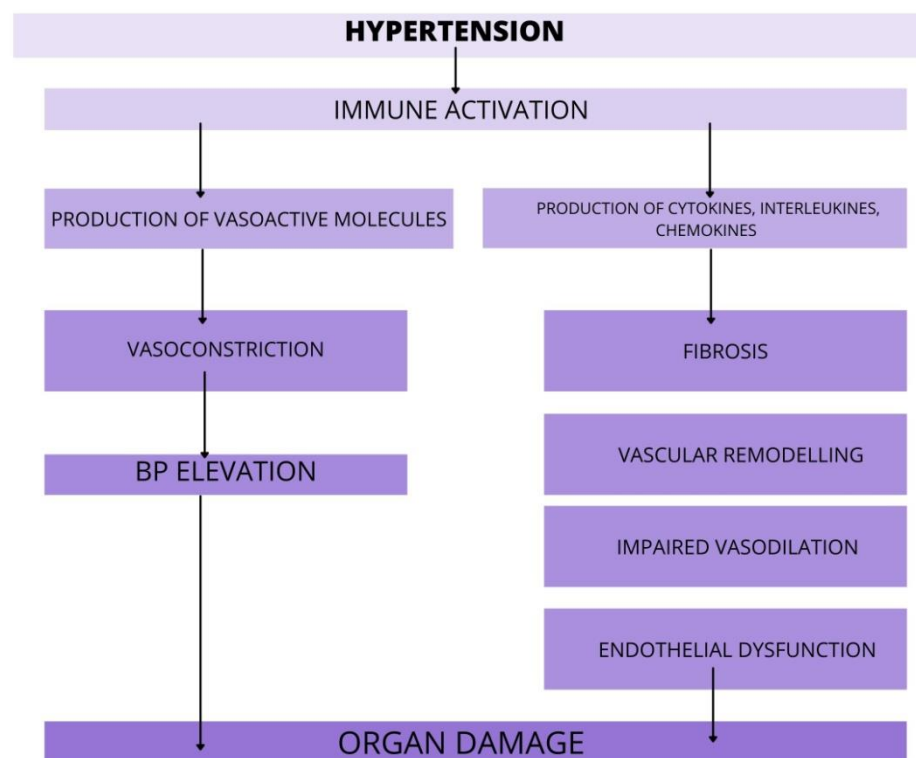 HYPERTENSION
IMMUNE ACTIVATION
PRODUCTION OF VASOACTIVE MOLECULES
PRODUCTION OF CYTOKINES, INTERLEUKINES,
CHEMOKINES
VASOCONSTRICTION
FIBROSIS
BP ELEVATION
VASCULAR REMODELLING
IMPAIRED VASODILATION
ENDOTHELIAL DYSFUNCTION
ORGAN DAMAGE